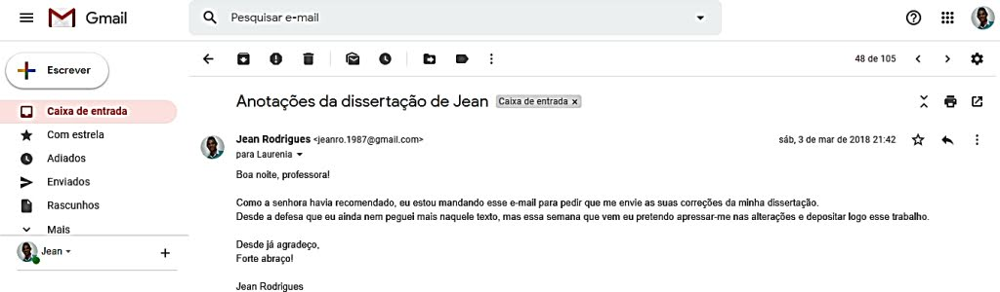 Gmail
Pesquisar e-mail
Escrever
48 de 105
Caixa de entrada
Com estrela
Adiados
Enviados
Rascunhos
Mais
Jean
Anotações da dissertação de Jean Caixa de entrada x
Jean Rodrigues <jeanro.1987@gmail.com> sáb, 3 de mar de 2018 21:42
para Laurenia
Boa noite, professora!
Como a senhora havia recomendado, eu estou mandando esse e-mail para pedir que me envie as suas correções da minha dissertação.
Desde a defesa que eu ainda nem peguei mais naquele texto, mas essa semana que vem eu pretendo apressar-me nas alterações e depositar logo esse trabalho.
Desde já agradeço,
Forte abraço!
Jean Rodrigues